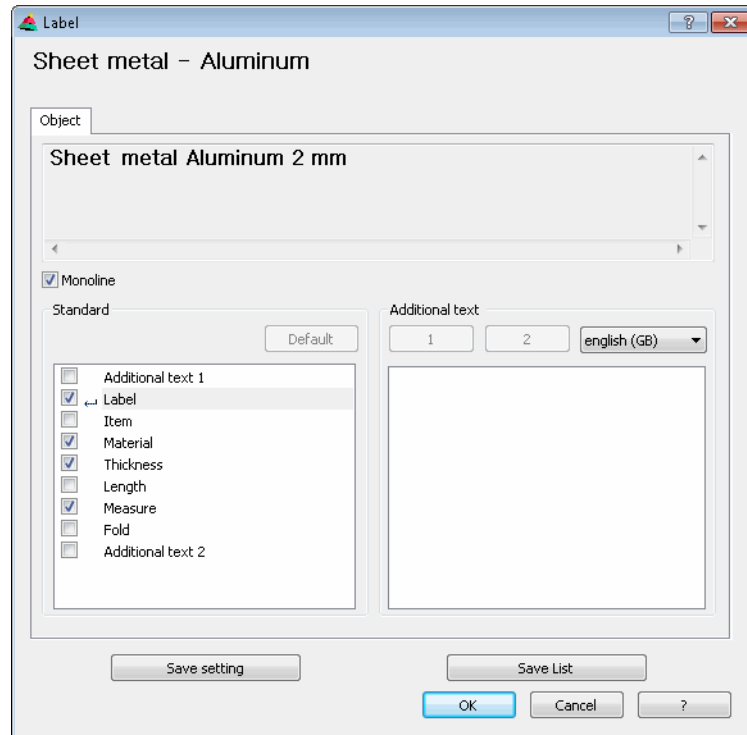 Label
?
Sheet metal - Aluminum
Object
Sheet metal Aluminum 2 mm
Monoline
Standard
Default
Additional text 1
Label
Item
Material
Thickness
Length
Measure
Fold
Additional text 2
Additional text
1 2 english (GB)
Save setting Save List
OK Cancel ?